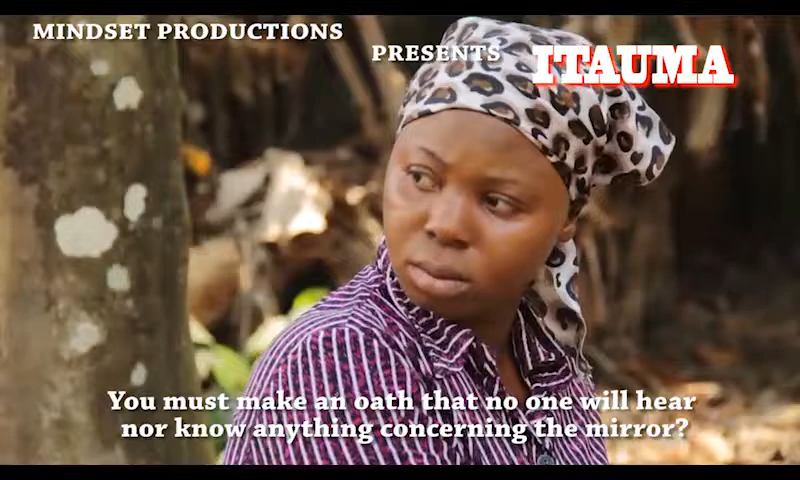 MINDSET PRODUCTIONS
PRESENTS
ITAUMA
You must make an oath that no one will hear
nor know anything concerning the mirror?